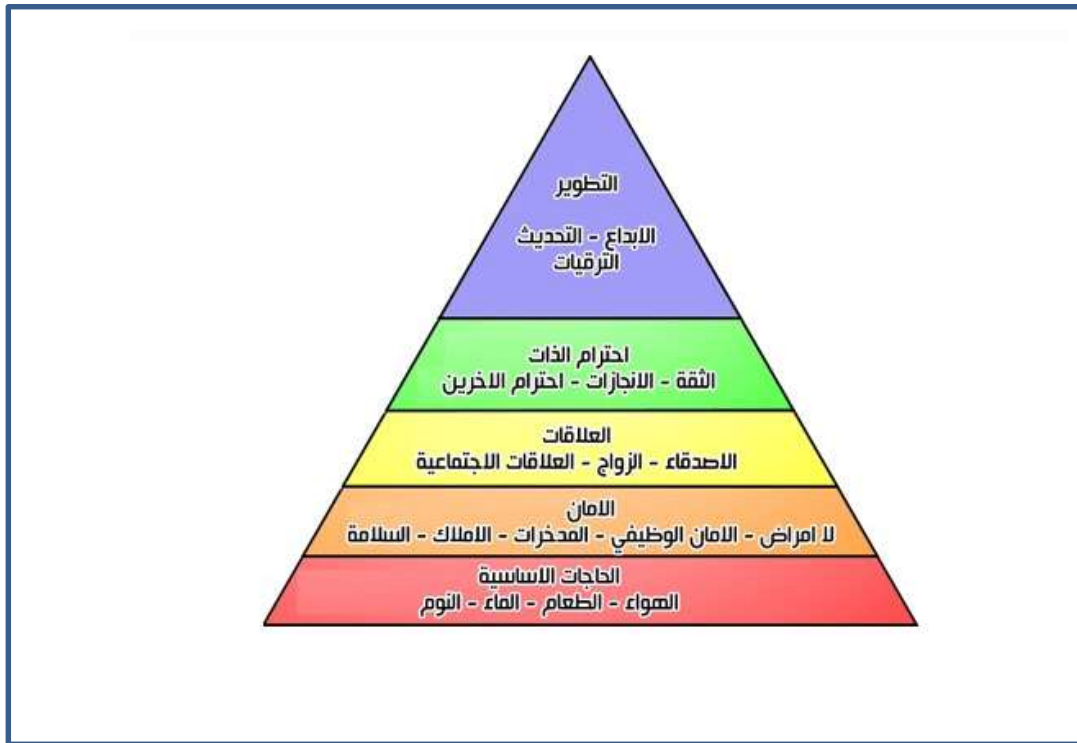 التطوير
الابداع - التحديث
الترقيات
احترام الذات
الثقة - الانجازات - احترام الاخرين
العلاقات
الاصدقاء - الزواج - العلاقات الاجتماعية
الامان
لا امراض - الامان الوظيفي - المدخرات - الاملاك - السلامة
الحاجات الاساسية
الهواء - الطعام - الماء - النوم